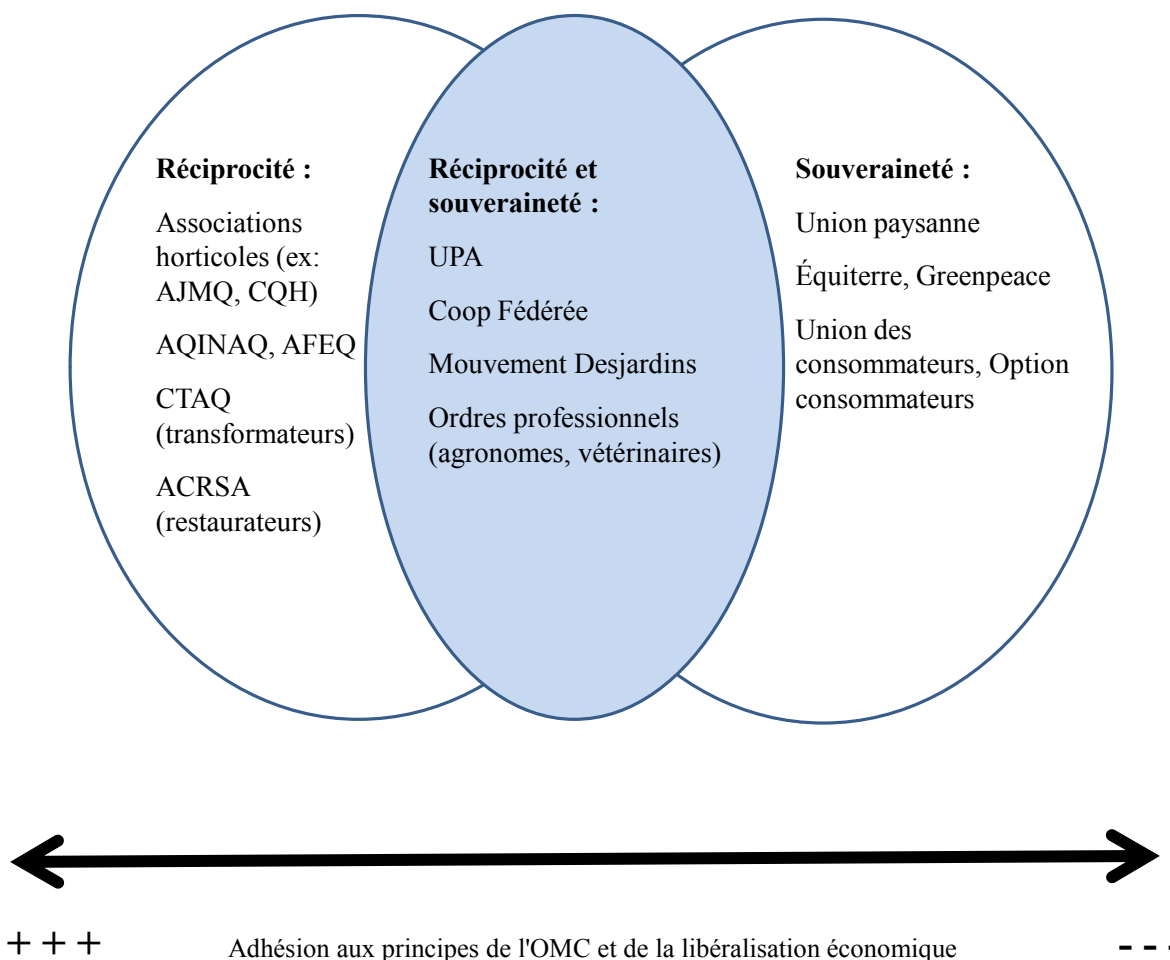 Réciprocité :
Associations
horticoles (ex:
AJMQ, CQH)
AQINAQ, AFEQ
CTAQ
(transformateurs)
ACRSA
(restaurateurs)
Réciprocité et
souveraineté :
UPA
Coop Fédérée
Mouvement Desjardins
Ordres professionnels
(agronomes, vétérinaires)
Souveraineté :
Union paysanne
Équiterre, Greenpeace
Union des
consommateurs, Option
consommateurs
+ + + Adhésion aux principes de l'OMC et de la libéralisation économique - - -